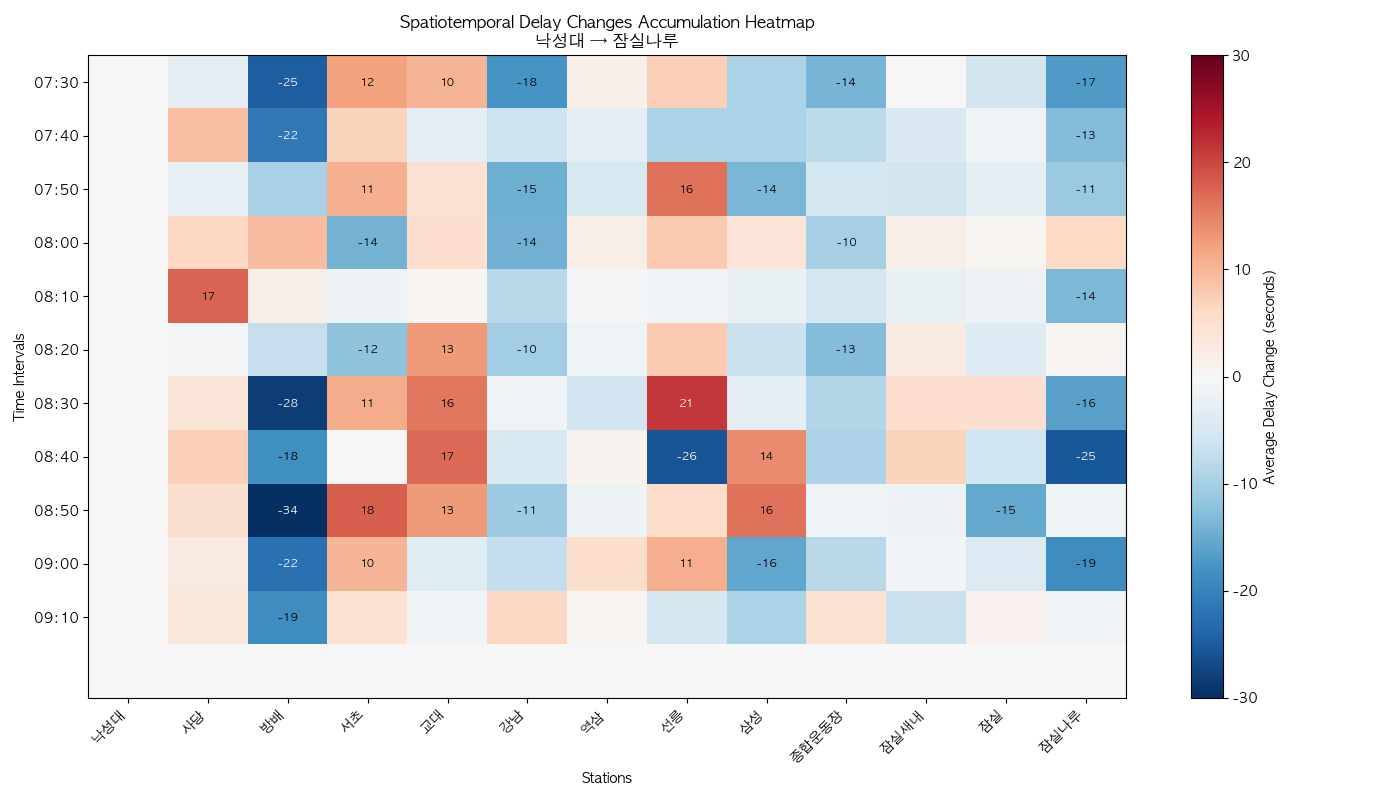 Spatiotemporal Delay Changes Accumulation Heatmap
낙성대 → 잠실나루
07:30 -25 12 10 -18 -14 -17
07:40 -22 -13
07:50 11 -15 16 -14 -11
08:00 -14 -14 -10
08:10 17 -14
08:20 -12 13 -10 -13
08:30 -28 11 16 21 -16
08:40 -18 17 -26 14 -25
08:50 -34 18 13 -11 16 -15
09:00 -22 10 11 -16 -19
09:10 -19
Time Intervals
낙성대
사당
방배
서초
교대
강남
역삼
선릉
삼성
종합운동장
잠실새내
잠실
잠실나루
Stations
30
20
10
0
-10
-20
-30
Average Delay Change (seconds)